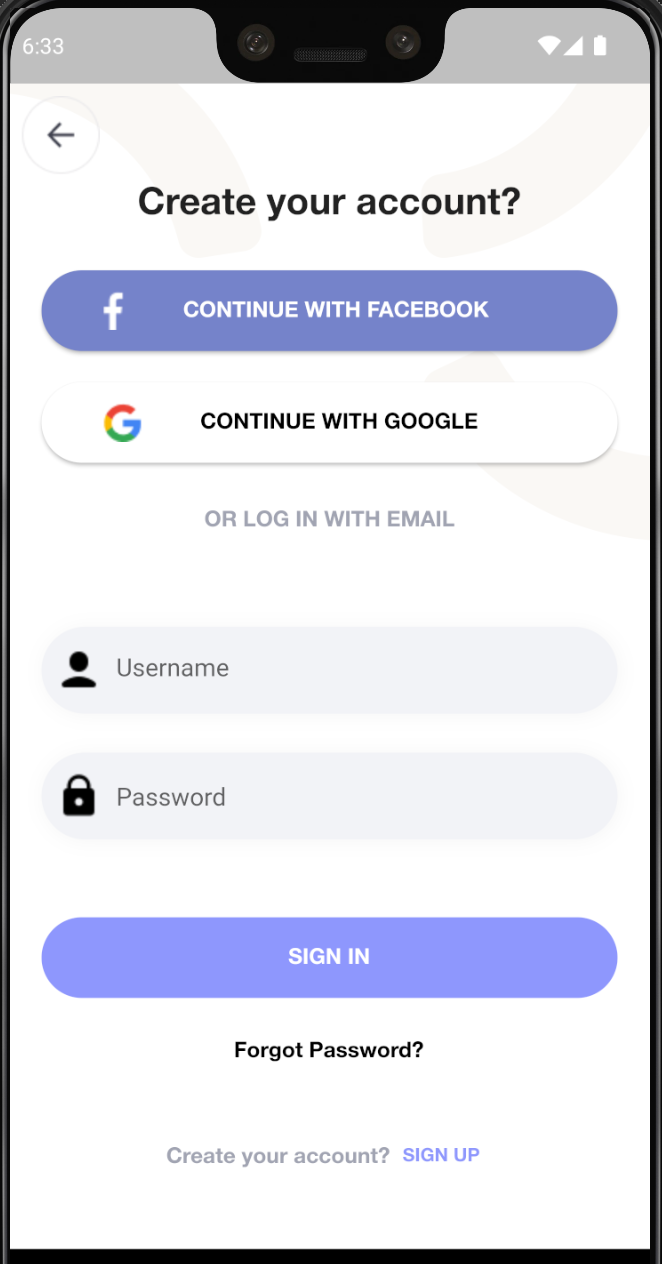 6:33
Create your account?
CONTINUE WITH FACEBOOK
CONTINUE WITH GOOGLE
OR LOG IN WITH EMAIL
Username
Password
SIGN IN
Forgot Password?
Create your account? SIGN UP